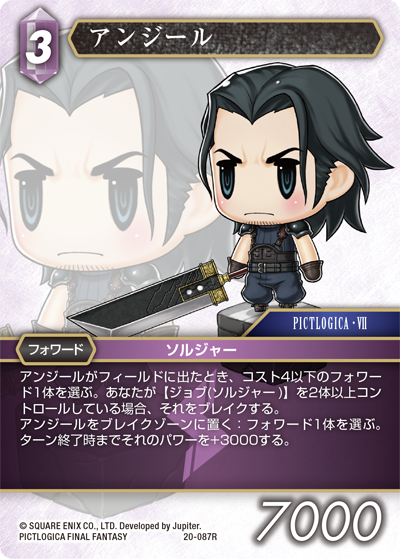 3
アンジール
PICTLOGICA・VII
フォワード
ソルジャー
アンジールがフィールドに出たとき、コスト4以下のフォワー
ド1体を選ぶ。あなたが【ジョブ(ソルジャー)】を2体以上コン
トロールしている場合、それをブレイクする。
アンジールをブレイクゾーンに置く：フォワード1体を選ぶ。
ターン終了時までそれのパワーを+3000する。
© SQUARE ENIX CO., LTD. Developed by Jupiter.
PICTLOGICA FINAL FANTASY
20-087R
7000